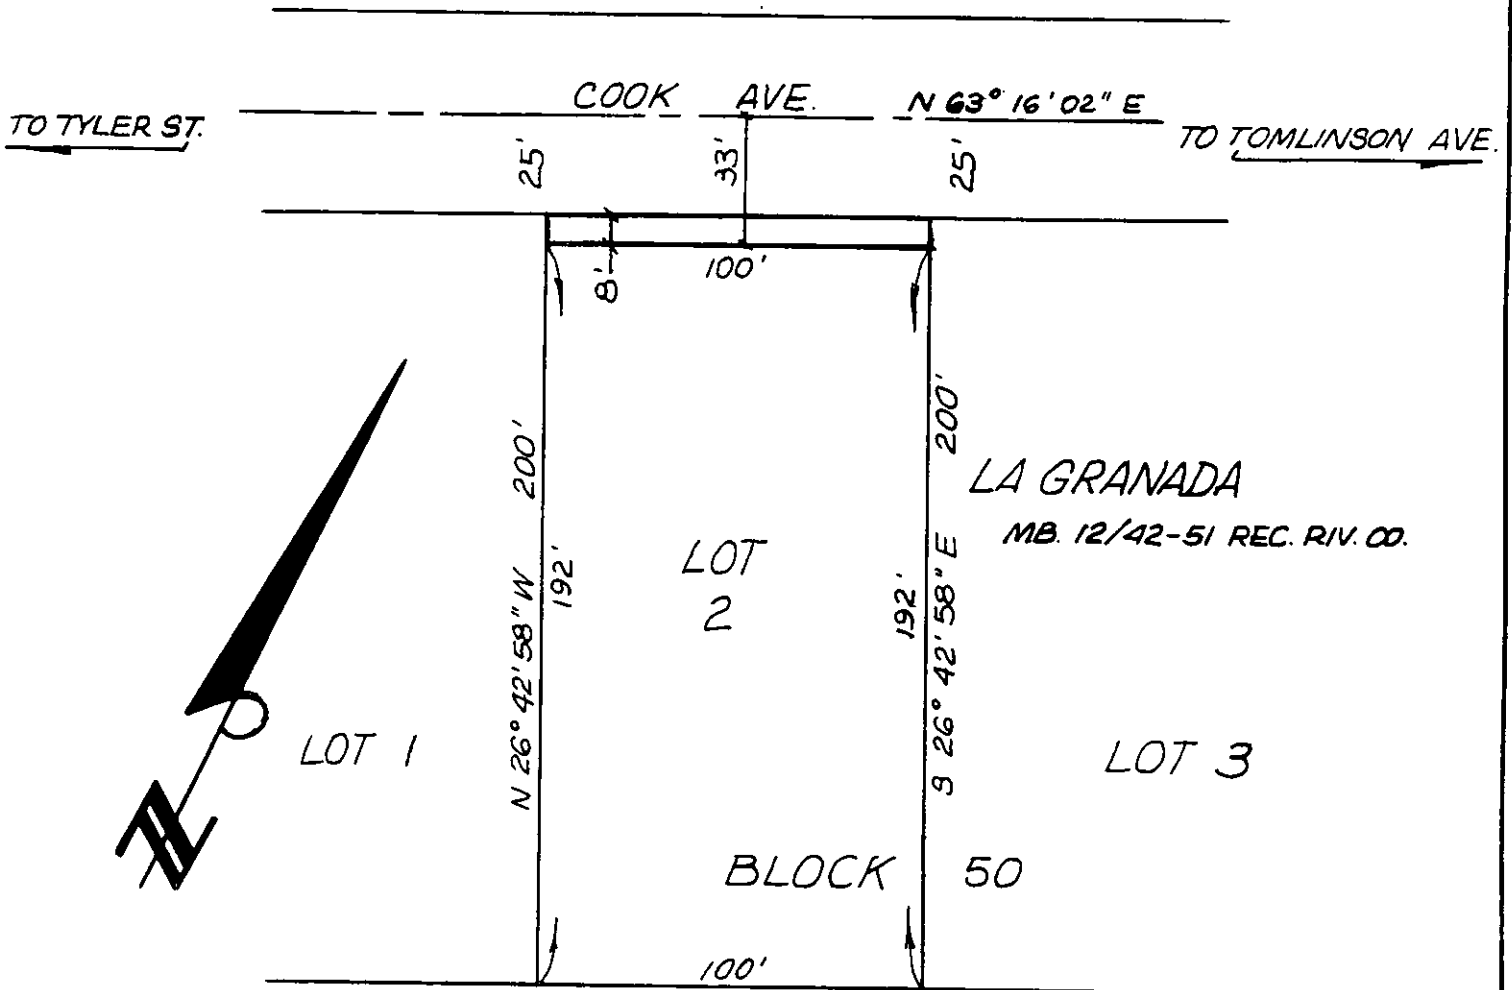 COOK AVE. N 63° 16' 02" E
TO TYLER ST.
TO TOMLINSON AVE.
25'
33'
25'
8'
100'
N 26° 42' 58" W 200'
192'
192'
S 26° 42' 58" E 200'
LA GRANADA
MB. 12/42-51 REC. RIV. CO.
LOT
2
LOT 1
LOT 3
BLOCK 50
100'
N